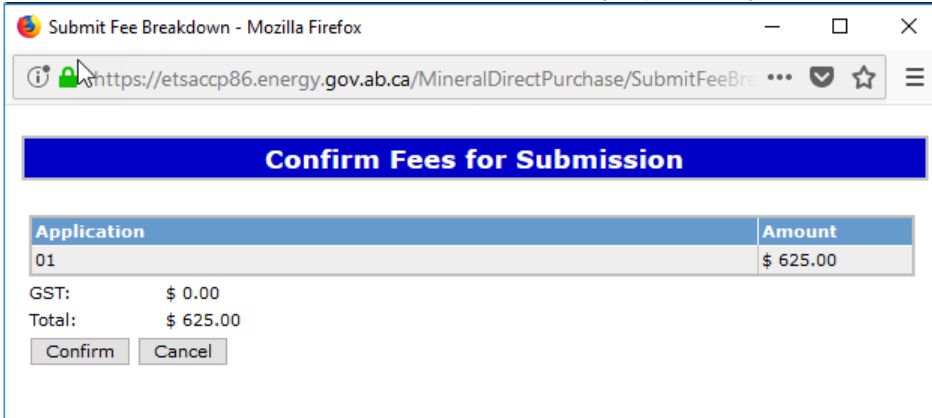 Submit Fee Breakdown - Mozilla Firefox
https://etsaccp86.energy.gov.ab.ca/MineralDirectPurchase/SubmitFeeBre
Confirm Fees for Submission
Application Amount
01 $ 625.00
GST: $ 0.00
Total: $ 625.00
Confirm Cancel